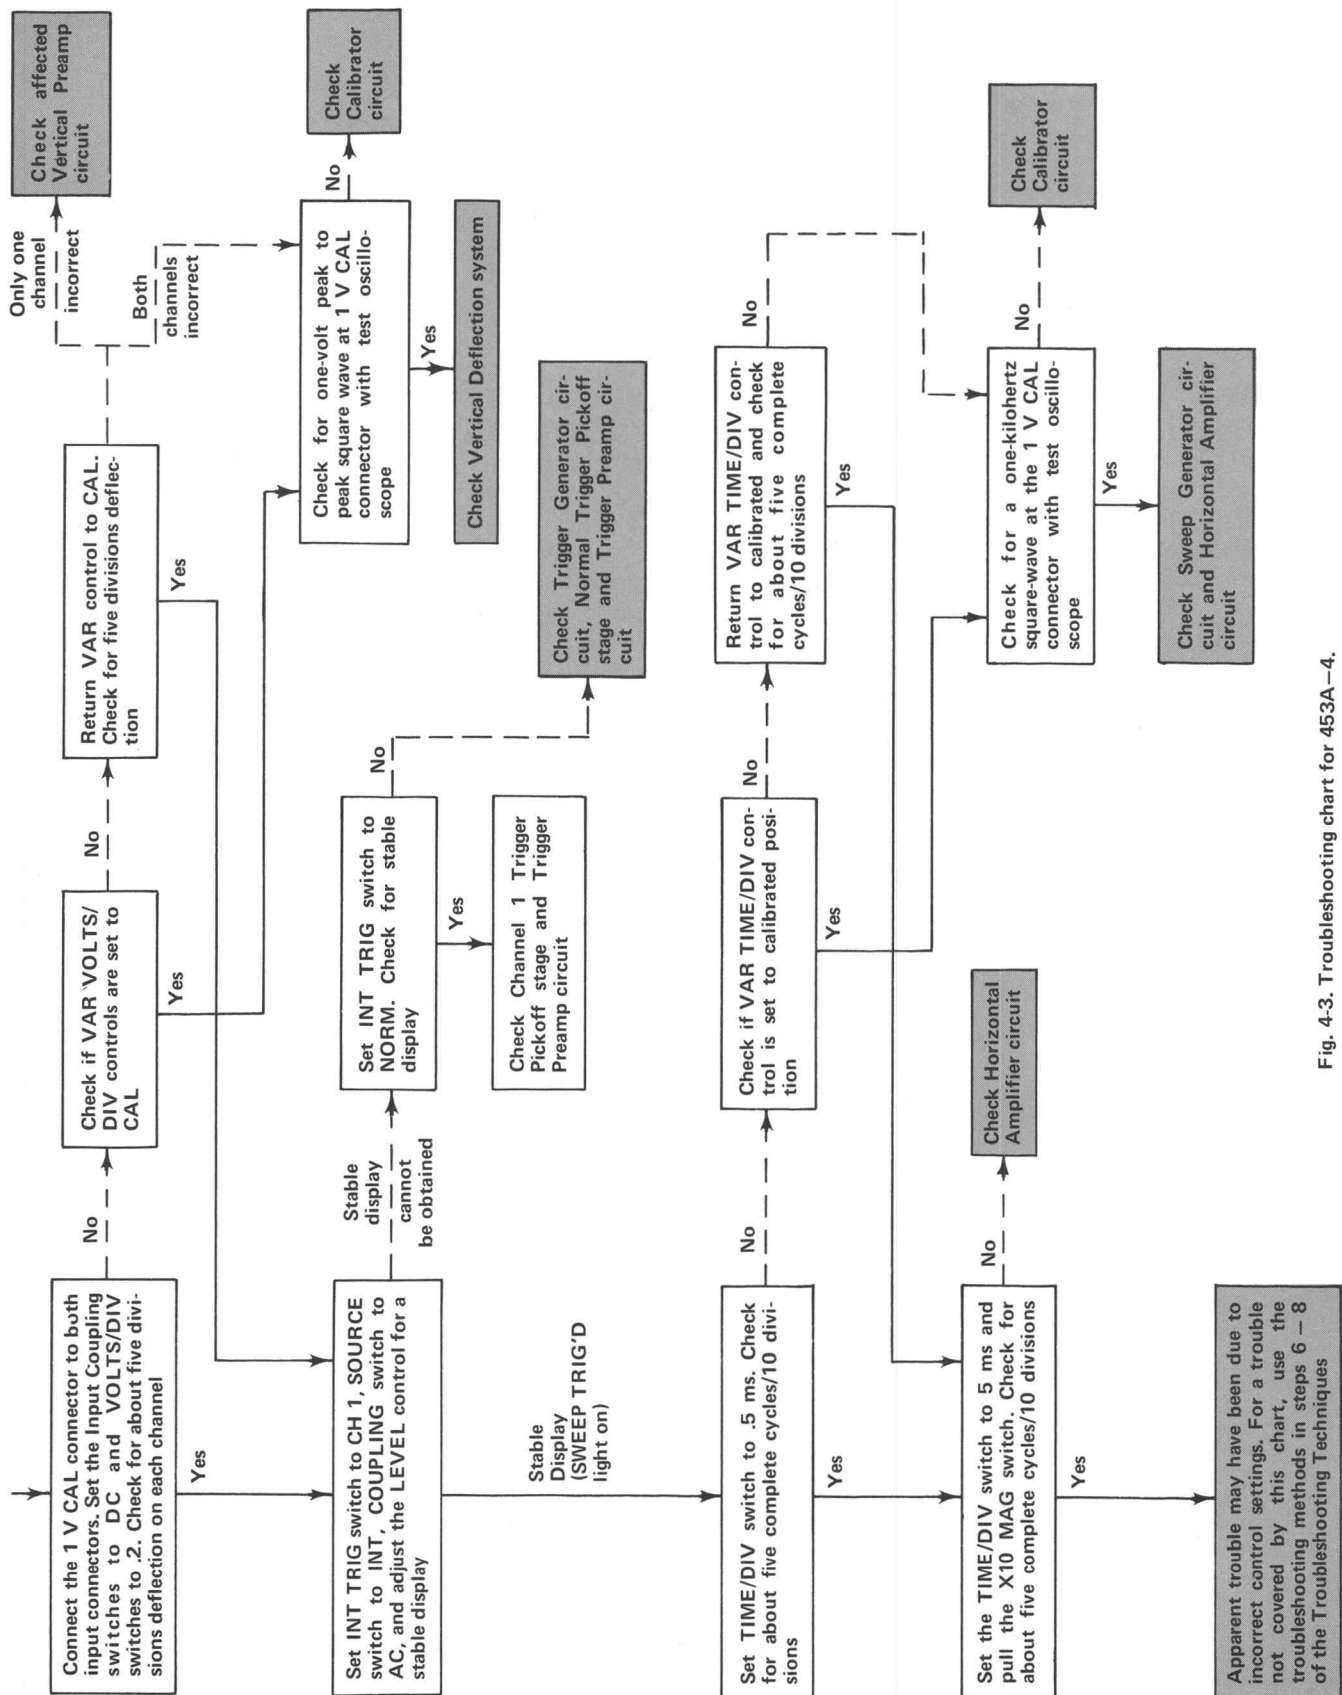 Connect the 1 V CAL connector to both
input connectors. Set the Input Coupling
switches to DC and VOLTS/DIV
switches to .2. Check for about five divi-
sions deflection on each channel
No
Check if VAR VOLTS/
DIV controls are set to
CAL
No
Return VAR control to CAL.
Check for five divisions deflec-
tion
Only one
channel
incorrect
Check affected
Vertical Preamp
circuit
Both
channels
incorrect
Yes
Yes
Yes
Check for one-volt peak to
peak square wave at 1 V CAL
connector with test oscillo-
scope
No
Check
Calibrator
circuit
Yes
Check Vertical Deflection system
Set INT TRIG switch to CH 1, SOURCE
switch to INT, COUPLING switch to
AC, and adjust the LEVEL control for a
stable display
Stable
display
cannot
be obtained
Set INT TRIG switch to
NORM. Check for stable
display
No
Check Trigger Generator cir-
cuit, Normal Trigger Pickoff
stage and Trigger Preamp cir-
cuit
Yes
Check Channel 1 Trigger
Pickoff stage and Trigger
Preamp circuit
Stable
Display
(SWEEP TRIG'D
light on)
Set TIME/DIV switch to .5 ms. Check
for about five complete cycles/10 divi-
sions
No
Check if VAR TIME/DIV con-
trol is set to calibrated posi-
tion
No
Return VAR TIME/DIV con-
trol to calibrated and check
for about five complete
cycles/10 divisions
No
Yes
Yes
Yes
Set the TIME/DIV switch to 5 ms and
pull the X10 MAG switch. Check for
about five complete cycles/10 divisions
No
Check Horizontal
Amplifier circuit
Check for a one-kilohertz
square-wave at the 1 V CAL
connector with test oscillo-
scope
No
Check
Calibrator
circuit
Yes
Yes
Apparent trouble may have been due to
incorrect control settings. For a trouble
not covered by this chart, use the
troubleshooting methods in steps 6 — 8
of the Troubleshooting Techniques
Check Sweep Generator cir-
cuit and Horizontal Amplifier
circuit
Fig. 4-3. Troubleshooting chart for 453A—4.